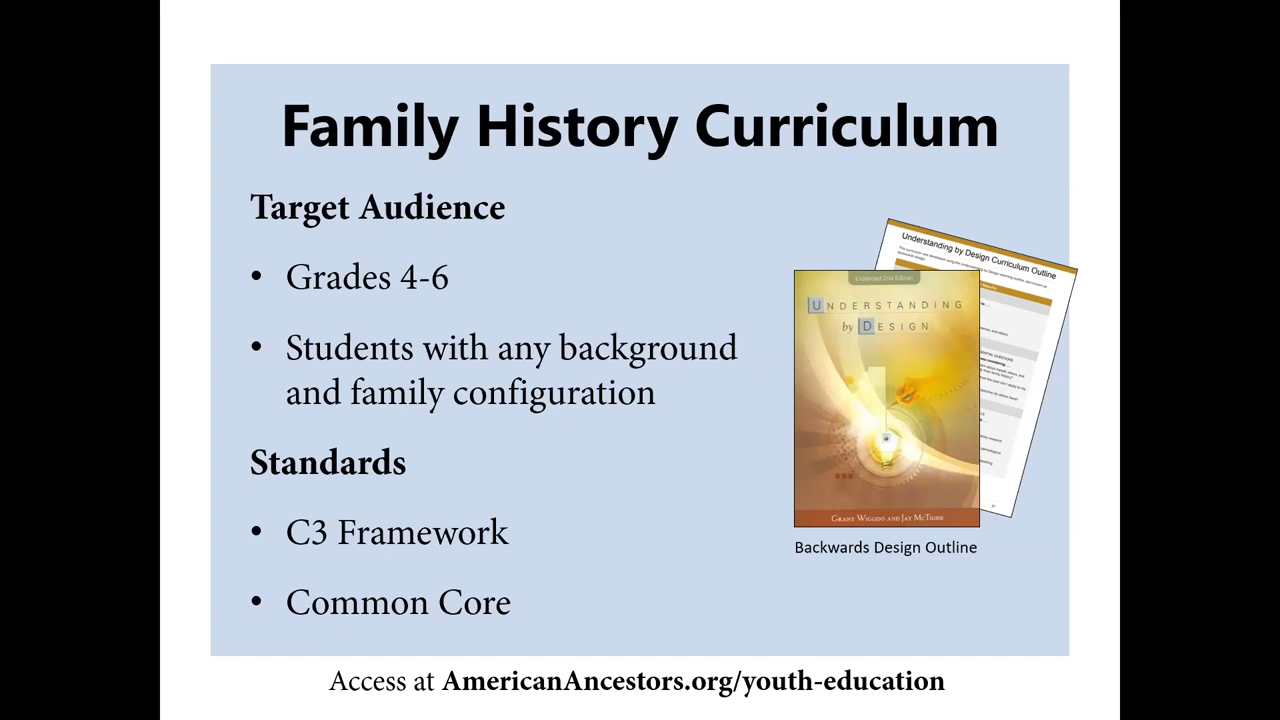 Family History Curriculum
Target Audience
• Grades 4-6
• Students with any background
and family configuration
Standards
• C3 Framework
• Common Core
Understanding by Design Curriculum Outline
Expanded 2nd Edition
UNDERSTANDING
by DESIGN
GRANT WIGGINS AND JAY MCTIGHE
Backwards Design Outline
Access at AmericanAncestors.org/youth-education